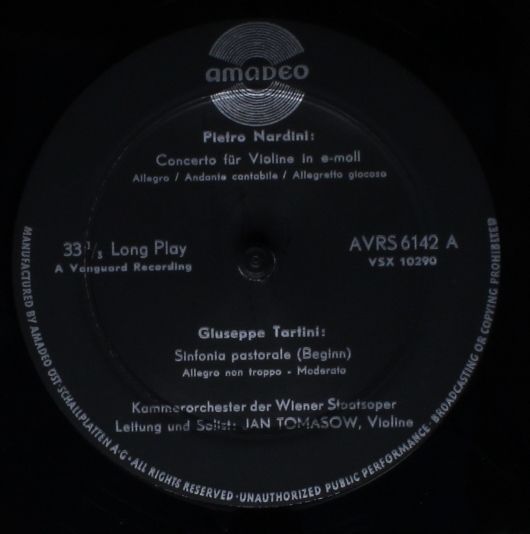 amadeo
Pietro Nardini:
Concerto für Violine in e-moll
Allegro / Andante cantabile / Allegretto giocoso
33 1/3 Long Play
A Vanguard Recording
AVRS 6142 A
VSX 10290
Giuseppe Tartini:
Sinfonia pastorale (Beginn)
Allegro non troppo - Moderato
Kammerorchester der Wiener Staatsoper
Leitung und Solist: JAN TOMASOW, Violine
MANUFACTURED BY AMADEO ÖST·SCHALLPLATTEN A·G· ALL RIGHTS RESERVED · UNAUTHORIZED PUBLIC PERFORMANCE · BROADCASTING OR COPYING PROHIBITED